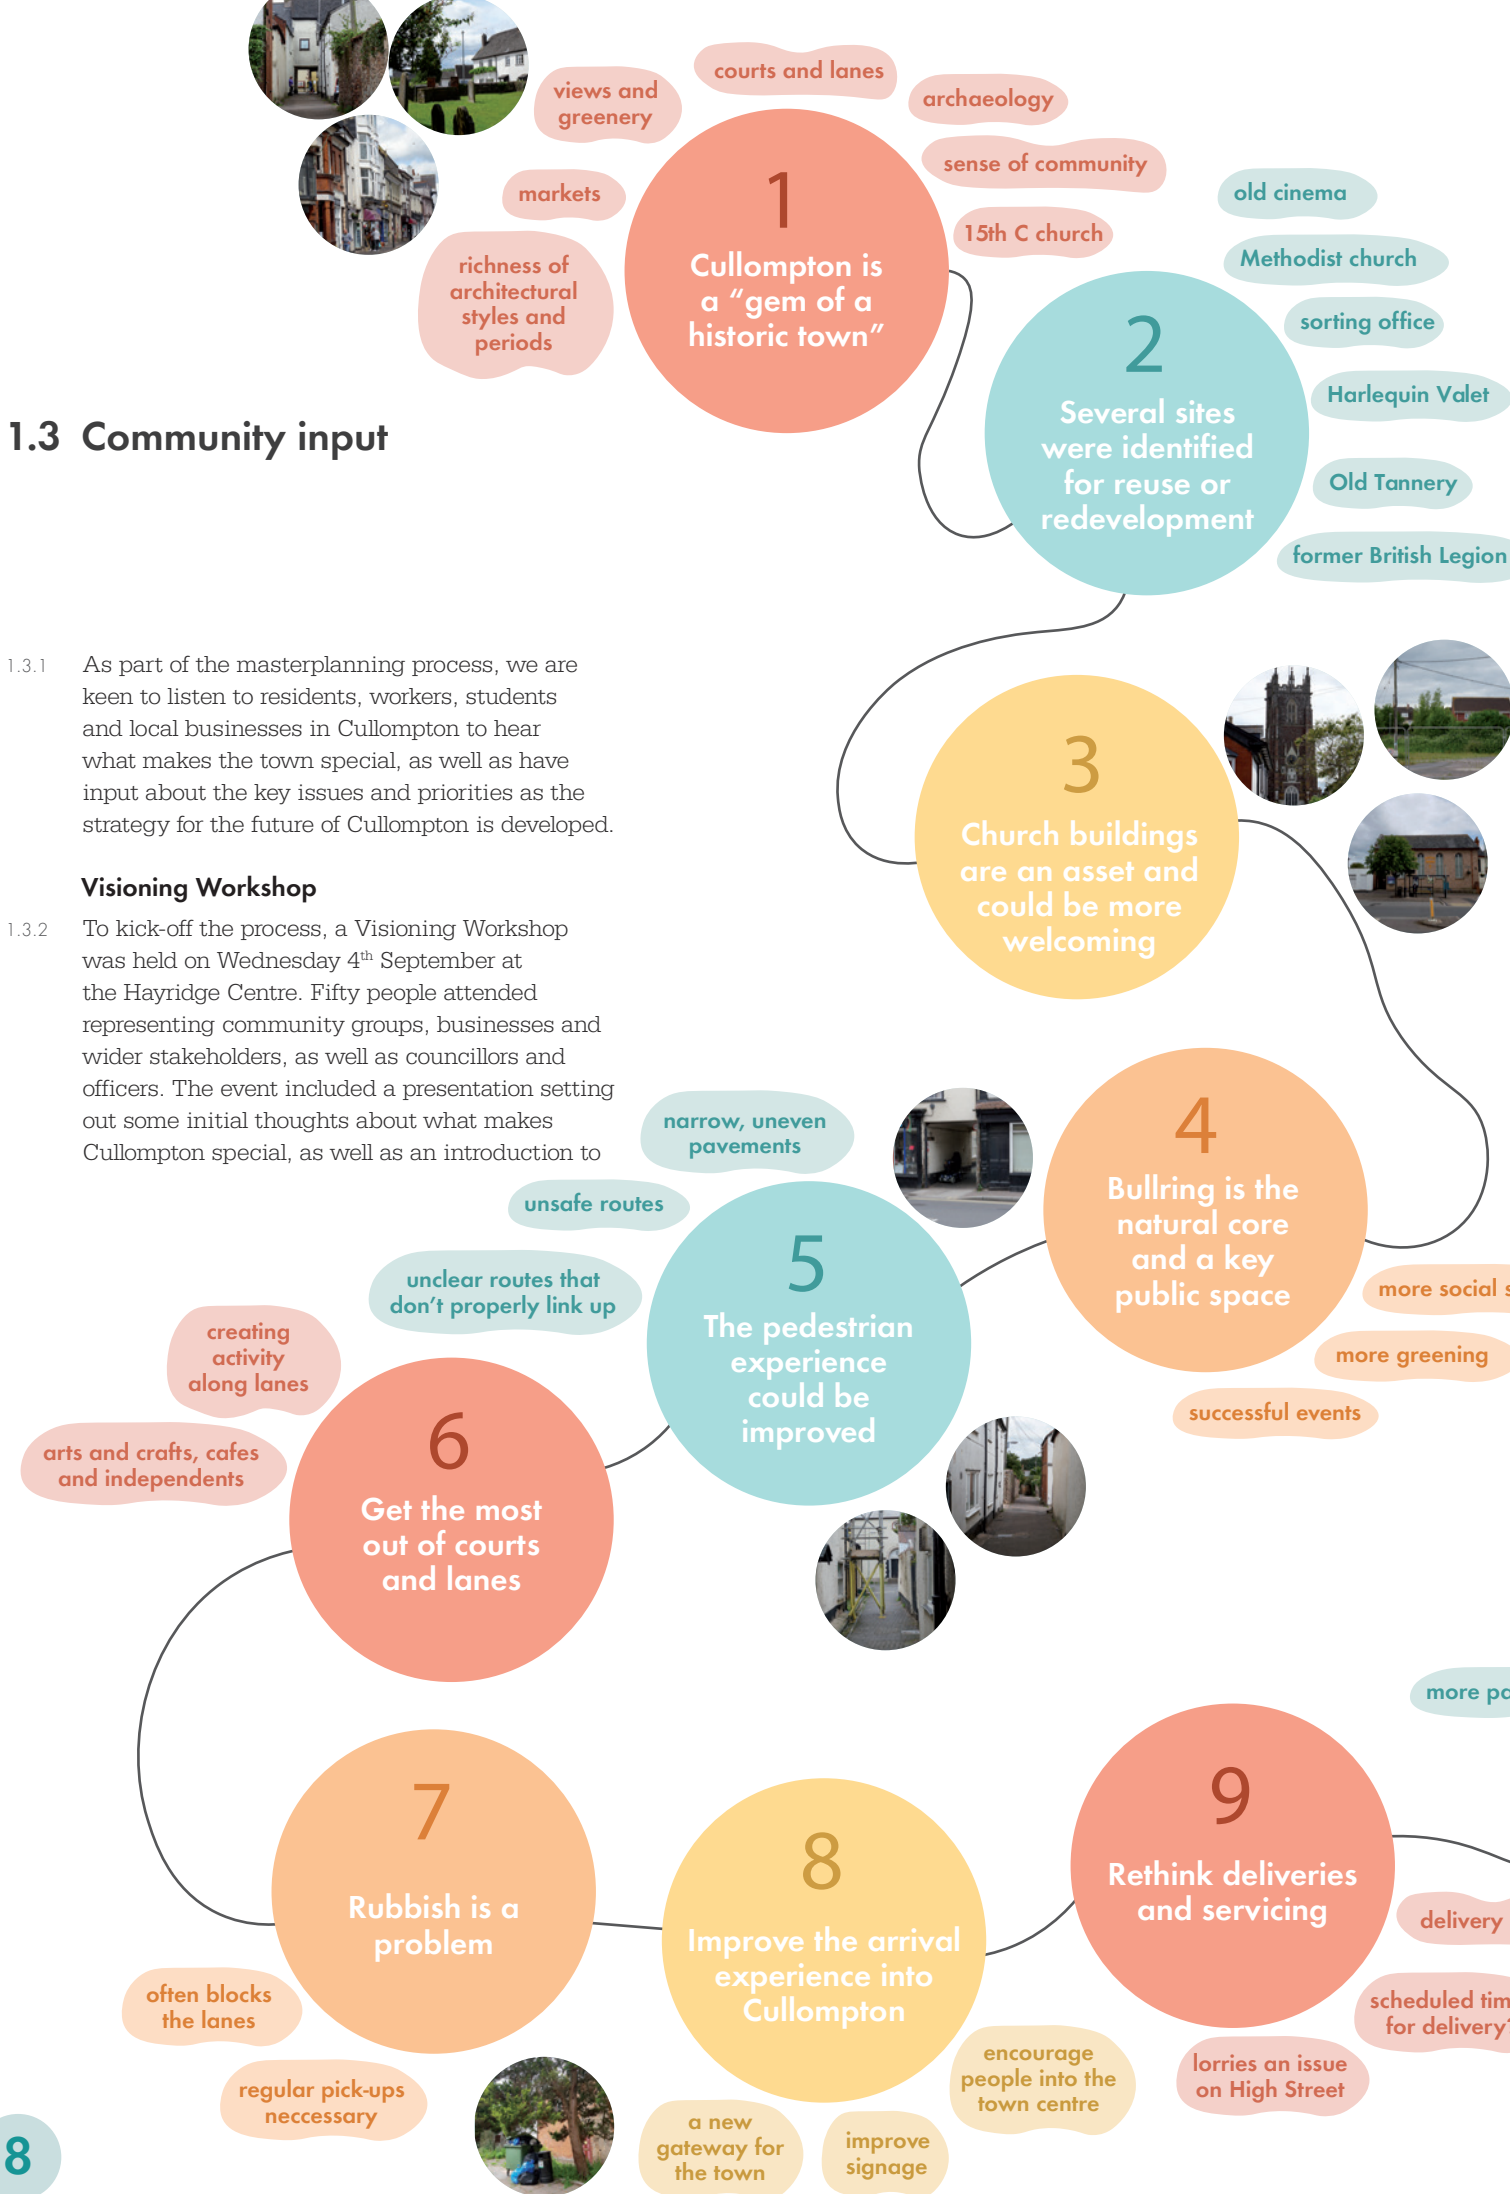 views and
greenery
courts and lanes
archaeology
sense of community
15th C church
markets
richness of
architectural
styles and
periods
1
Cullompton is
a “gem of a
historic town”
old cinema
Methodist church
sorting office
Harlequin Valet
Old Tannery
former British Legion
2
Several sites
were identified
for reuse or
redevelopment
1.3 Community input
1.3.1 As part of the masterplanning process, we are
keen to listen to residents, workers, students
and local businesses in Cullompton to hear
what makes the town special, as well as have
input about the key issues and priorities as the
strategy for the future of Cullompton is developed.
Visioning Workshop
1.3.2 To kick-off the process, a Visioning Workshop
was held on Wednesday 4th September at
the Hayridge Centre. Fifty people attended
representing community groups, businesses and
wider stakeholders, as well as councillors and
officers. The event included a presentation setting
out some initial thoughts about what makes
Cullompton special, as well as an introduction to
3
Church buildings
are an asset and
could be more
welcoming
4
Bullring is the
natural core
and a key
public space
more social
more greening
successful events
narrow, uneven
pavements
unsafe routes
unclear routes that
don’t properly link up
5
The pedestrian
experience
could be
improved
creating
activity
along lanes
arts and crafts, cafes
and independents
6
Get the most
out of courts
and lanes
7
Rubbish is a
problem
often blocks
the lanes
regular pick-ups
neccessary
8
Improve the arrival
experience into
Cullompton
encourage
people into the
town centre
a new
gateway for
the town
improve
signage
more
9
Rethink deliveries
and servicing
delivery
scheduled
for delivery?
lorries an issue
on High Street
8